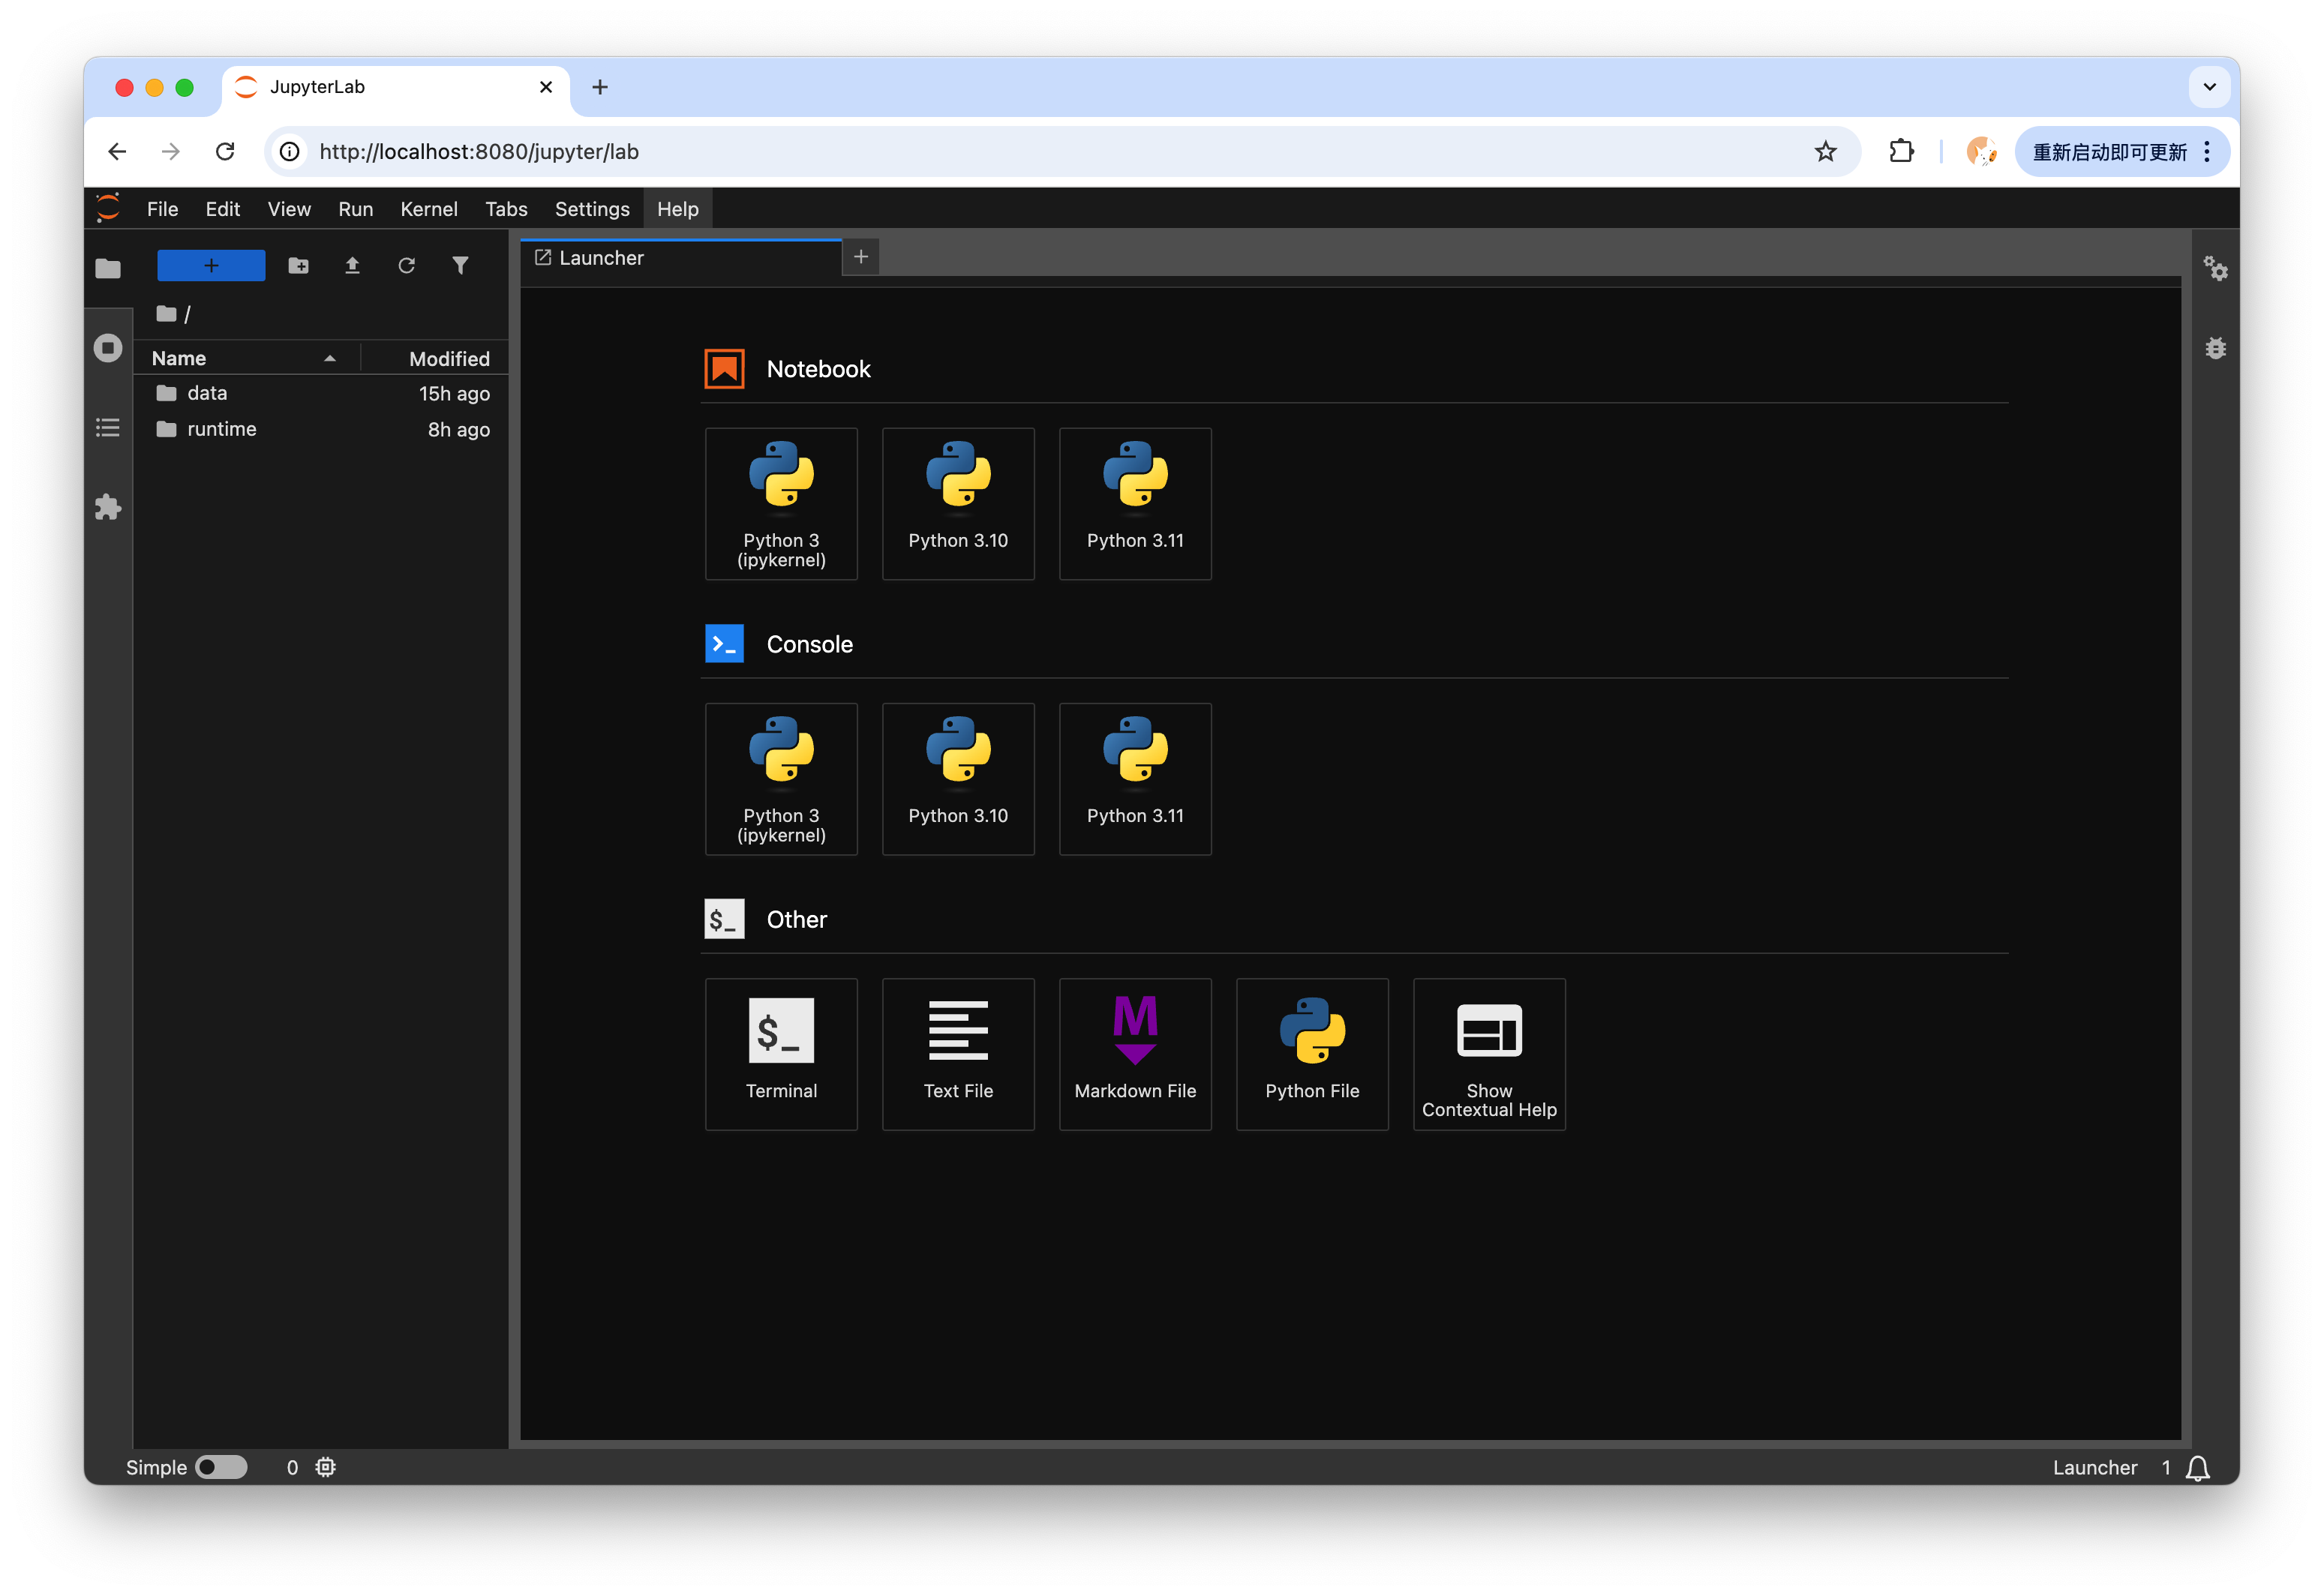 JupyterLab
http://localhost:8080/jupyter/lab
重新启动即可更新
File Edit View Run Kernel Tabs Settings Help
Launcher
/
Name Modified
data 15h ago
runtime 8h ago
Notebook
Python 3
(ipykernel)
Python 3.10
Python 3.11
Console
Python 3
(ipykernel)
Python 3.10
Python 3.11
$_ Other
$_
Terminal
Text File
M
Markdown File
Python File
Show
Contextual Help
Simple 0
Launcher 1